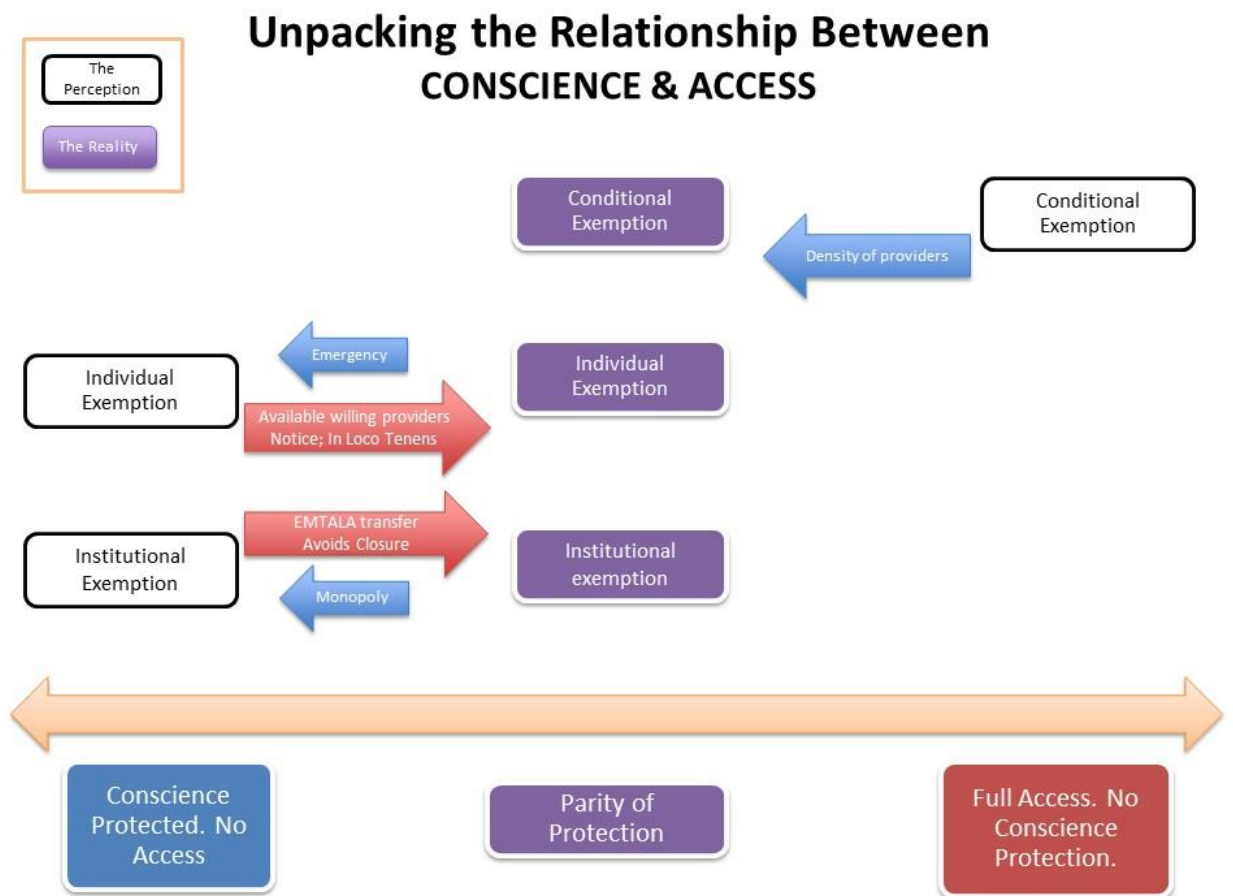 Unpacking the Relationship Between
CONSCIENCE & ACCESS
The
Perception
The Reality
Conditional
Exemption
Density of providers
Conditional
Exemption
Individual
Exemption
Emergency
Available willing providers
Notice; In Loco Tenens
Individual
Exemption
Institutional
Exemption
EMTALA transfer
Avoids Closure
Monopoly
Institutional
exemption
Conscience
Protected. No
Access
Parity of
Protection
Full Access. No
Conscience
Protection.